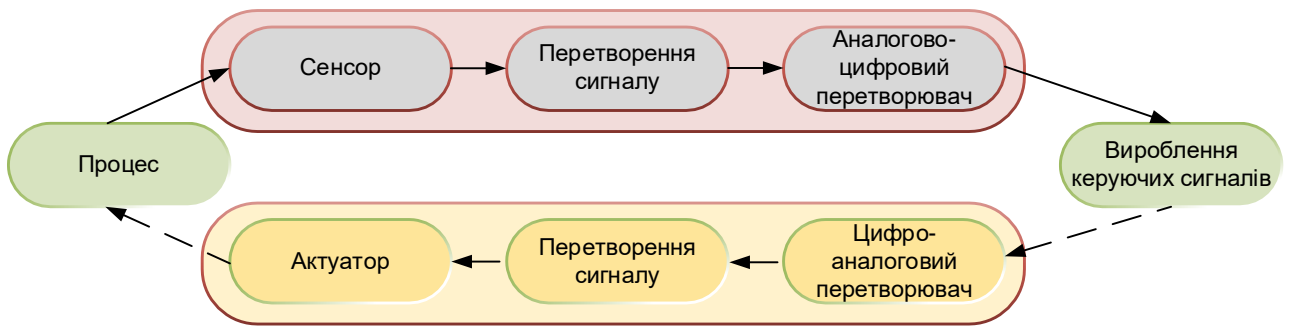 Сенсор
Перетворення
сигналу
Аналогово-
цифровий
перетворювач
Процес
Вироблення
керуючих сигналів
Актуатор
Перетворення
сигналу
Цифро-
аналоговий
перетворювач